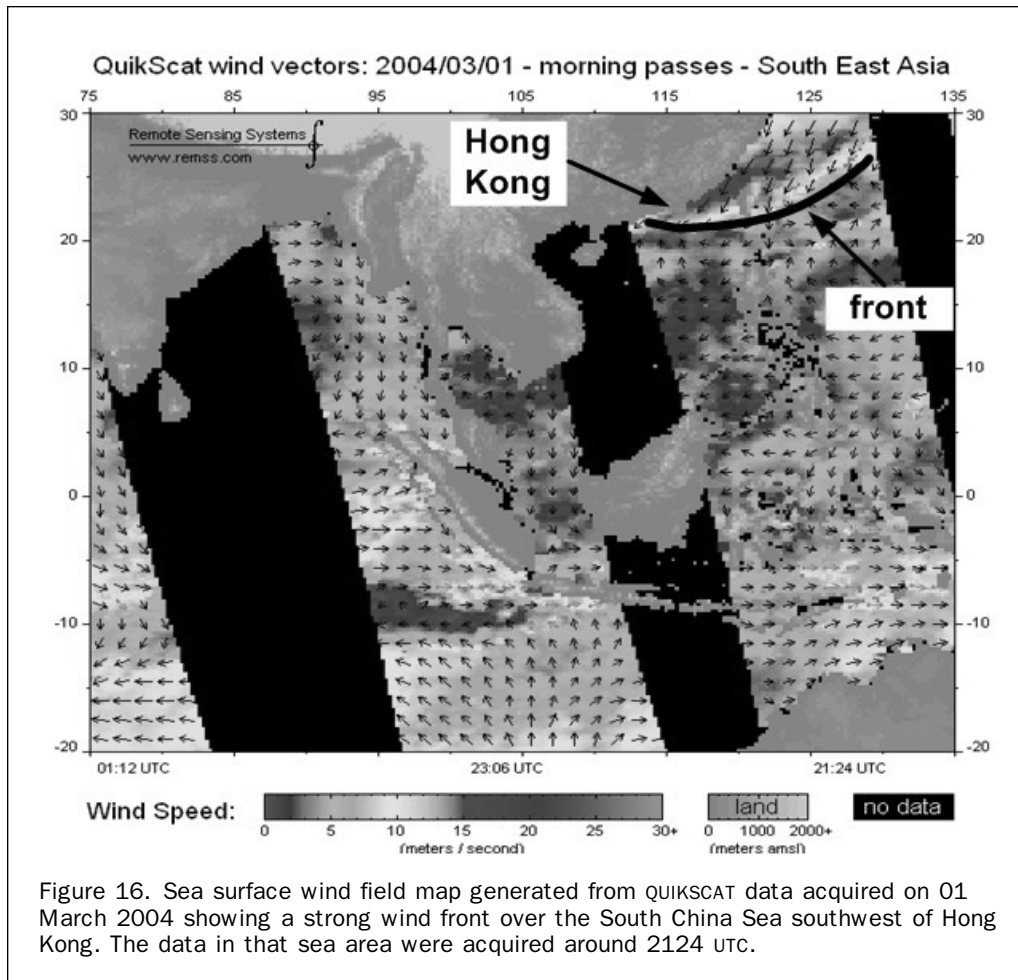 QuikScat wind vectors: 2004/03/01 - morning passes - South East Asia
75 85 95 105 115 125 135
30 30
Remote Sensing Systems
www.remss.com
Hong
Kong
20 20
front
10 10
0 0
-10 -10
-20 -20
01:12 UTC 23:06 UTC 21:24 UTC
Wind Speed: land no data
0 5 10 15 20 25 30+ 0 1000 2000+
(meters / second) (meters amsl)
Figure 16. Sea surface wind field map generated from QUIKSCAT data acquired on 01
March 2004 showing a strong wind front over the South China Sea southwest of Hong
Kong. The data in that sea area were acquired around 2124 UTC.